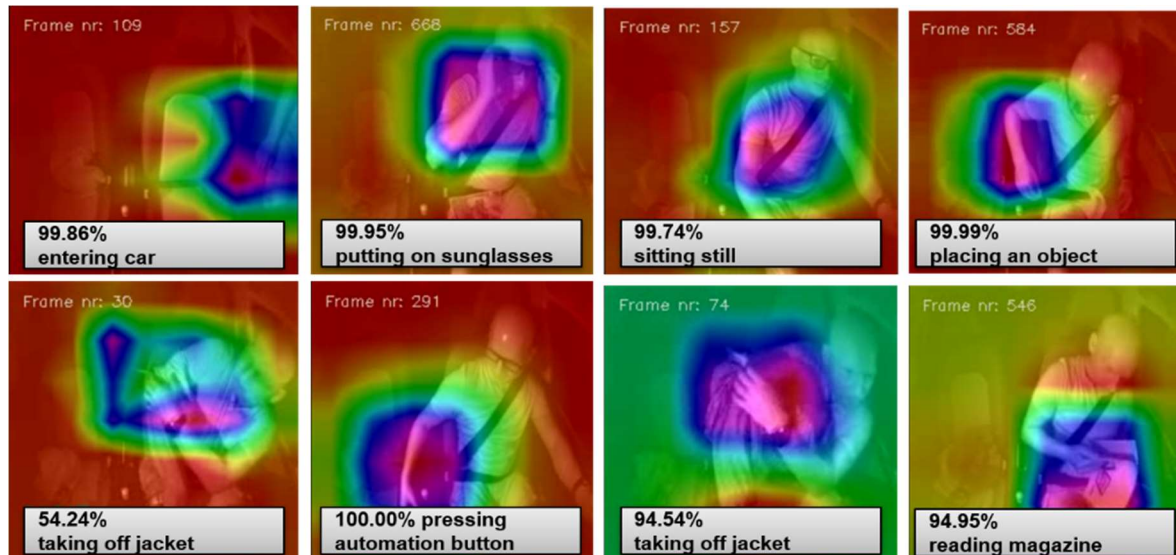 Frame nr: 109
99.86%
entering car
Frame nr: 668
99.95%
putting on sunglasses
Frame nr: 157
99.74%
sitting still
Frame nr: 584
99.99%
placing an object
Frame nr: 30
54.24%
taking off jacket
Frame nr: 291
100.00% pressing
automation button
Frame nr: 74
94.54%
taking off jacket
Frame nr: 546
94.95%
reading magazine